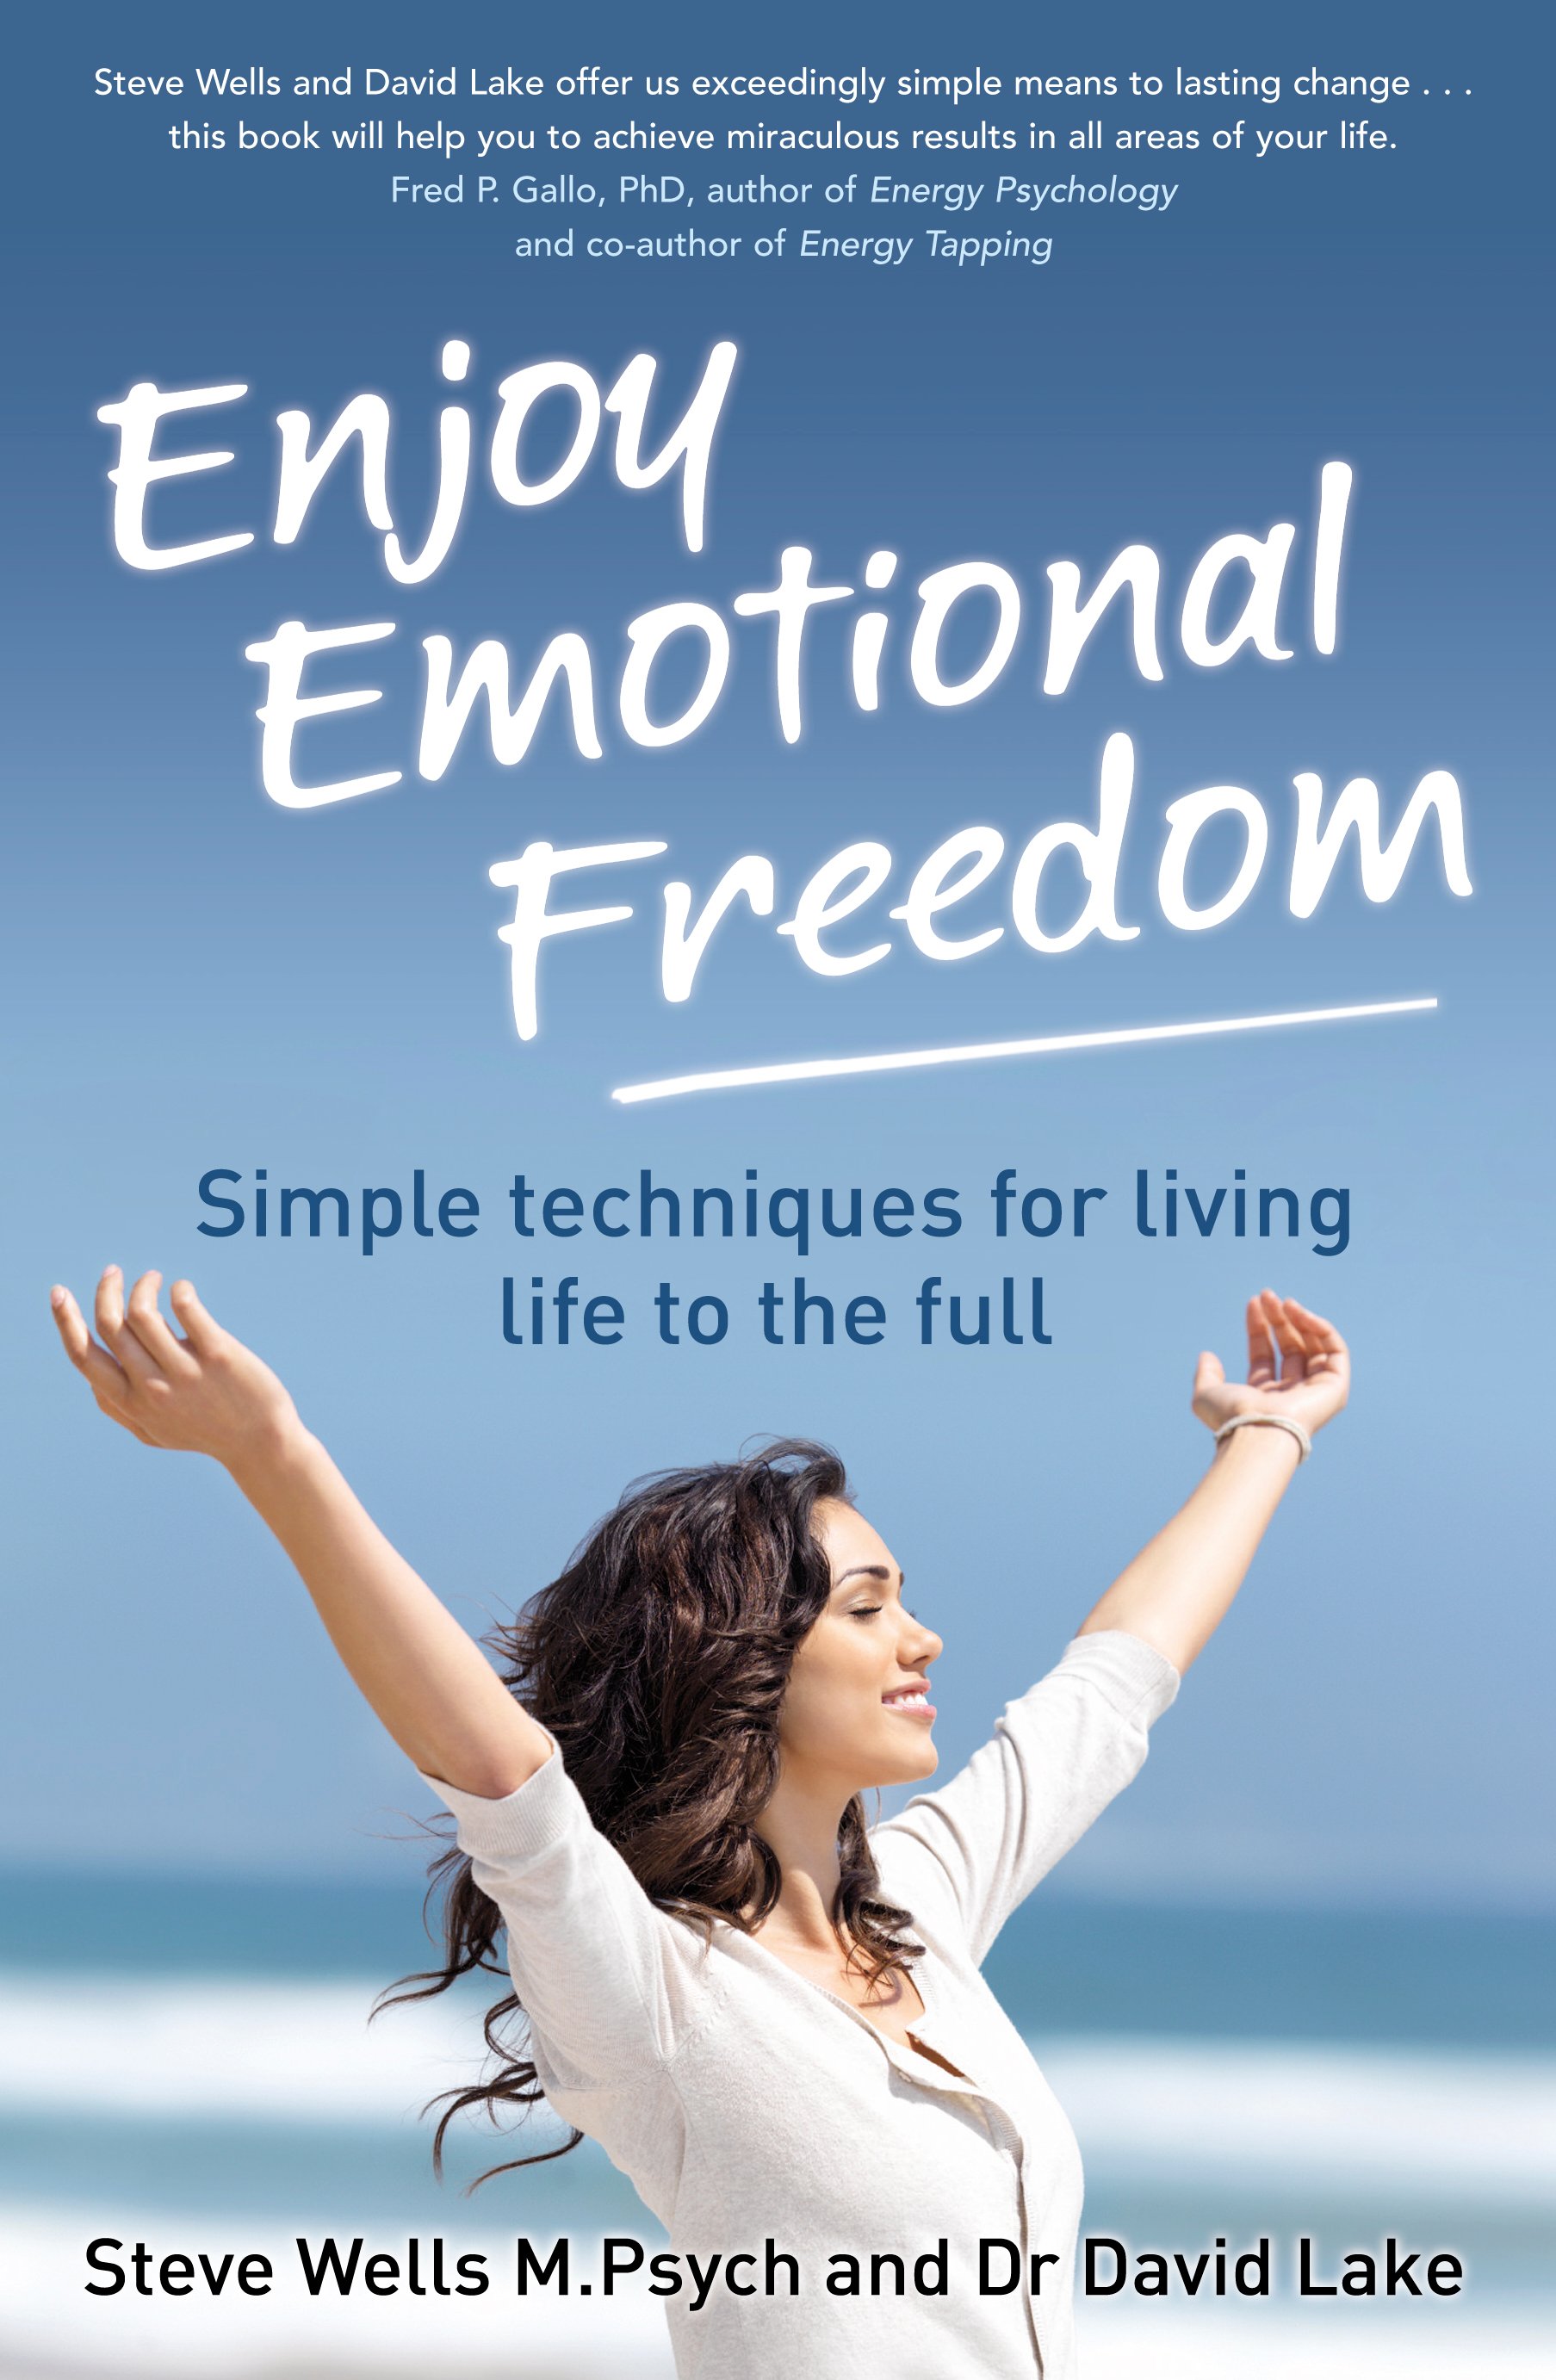 Steve Wells and David Lake offer us exceedingly simple means to lasting change . . .
this book will help you to achieve miraculous results in all areas of your life.
Fred P. Gallo, PhD, author of Energy Psychology
and co-author of Energy Tapping
Enjoy
Emotional
Freedom
Simple techniques for living
life to the full
Steve Wells M.Psych and Dr David Lake